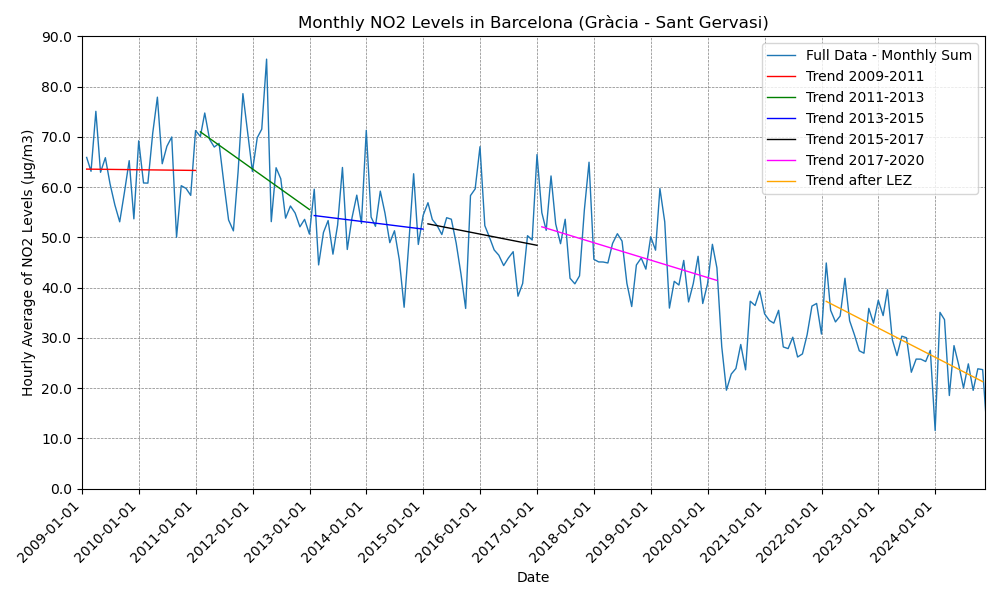 Monthly NO2 Levels in Barcelona (Gràcia - Sant Gervasi)
Full Data - Monthly Sum
Trend 2009-2011
Trend 2011-2013
Trend 2013-2015
Trend 2015-2017
Trend 2017-2020
Trend after LEZ
Hourly Average of NO2 Levels (μg/m3)
90.0
80.0
70.0
60.0
50.0
40.0
30.0
20.0
10.0
0.0
2009-01-01
2010-01-01
2011-01-01
2012-01-01
2013-01-01
2014-01-01
2015-01-01
2016-01-01
2017-01-01
2018-01-01
2019-01-01
2020-01-01
2021-01-01
2022-01-01
2023-01-01
2024-01-01
Date